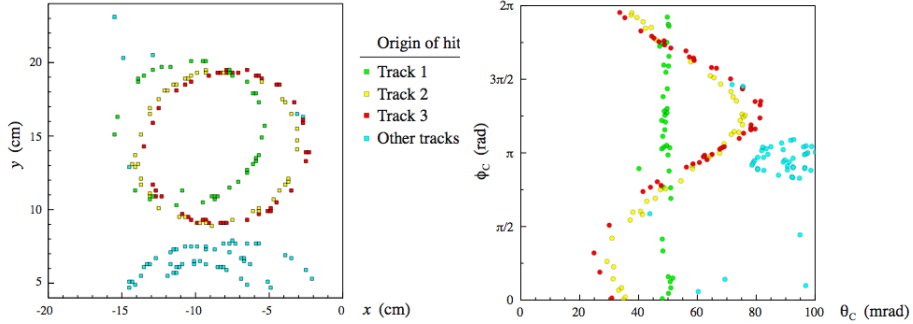 20
15
10
5
y (cm)
-20
-15
-10
-5
0
x (cm)
Origin of hit
Track 1
Track 2
Track 3
Other tracks
2π
3π/2
π
π/2
0
ϕC (rad)
0
20
40
60
80
100
θC (mrad)